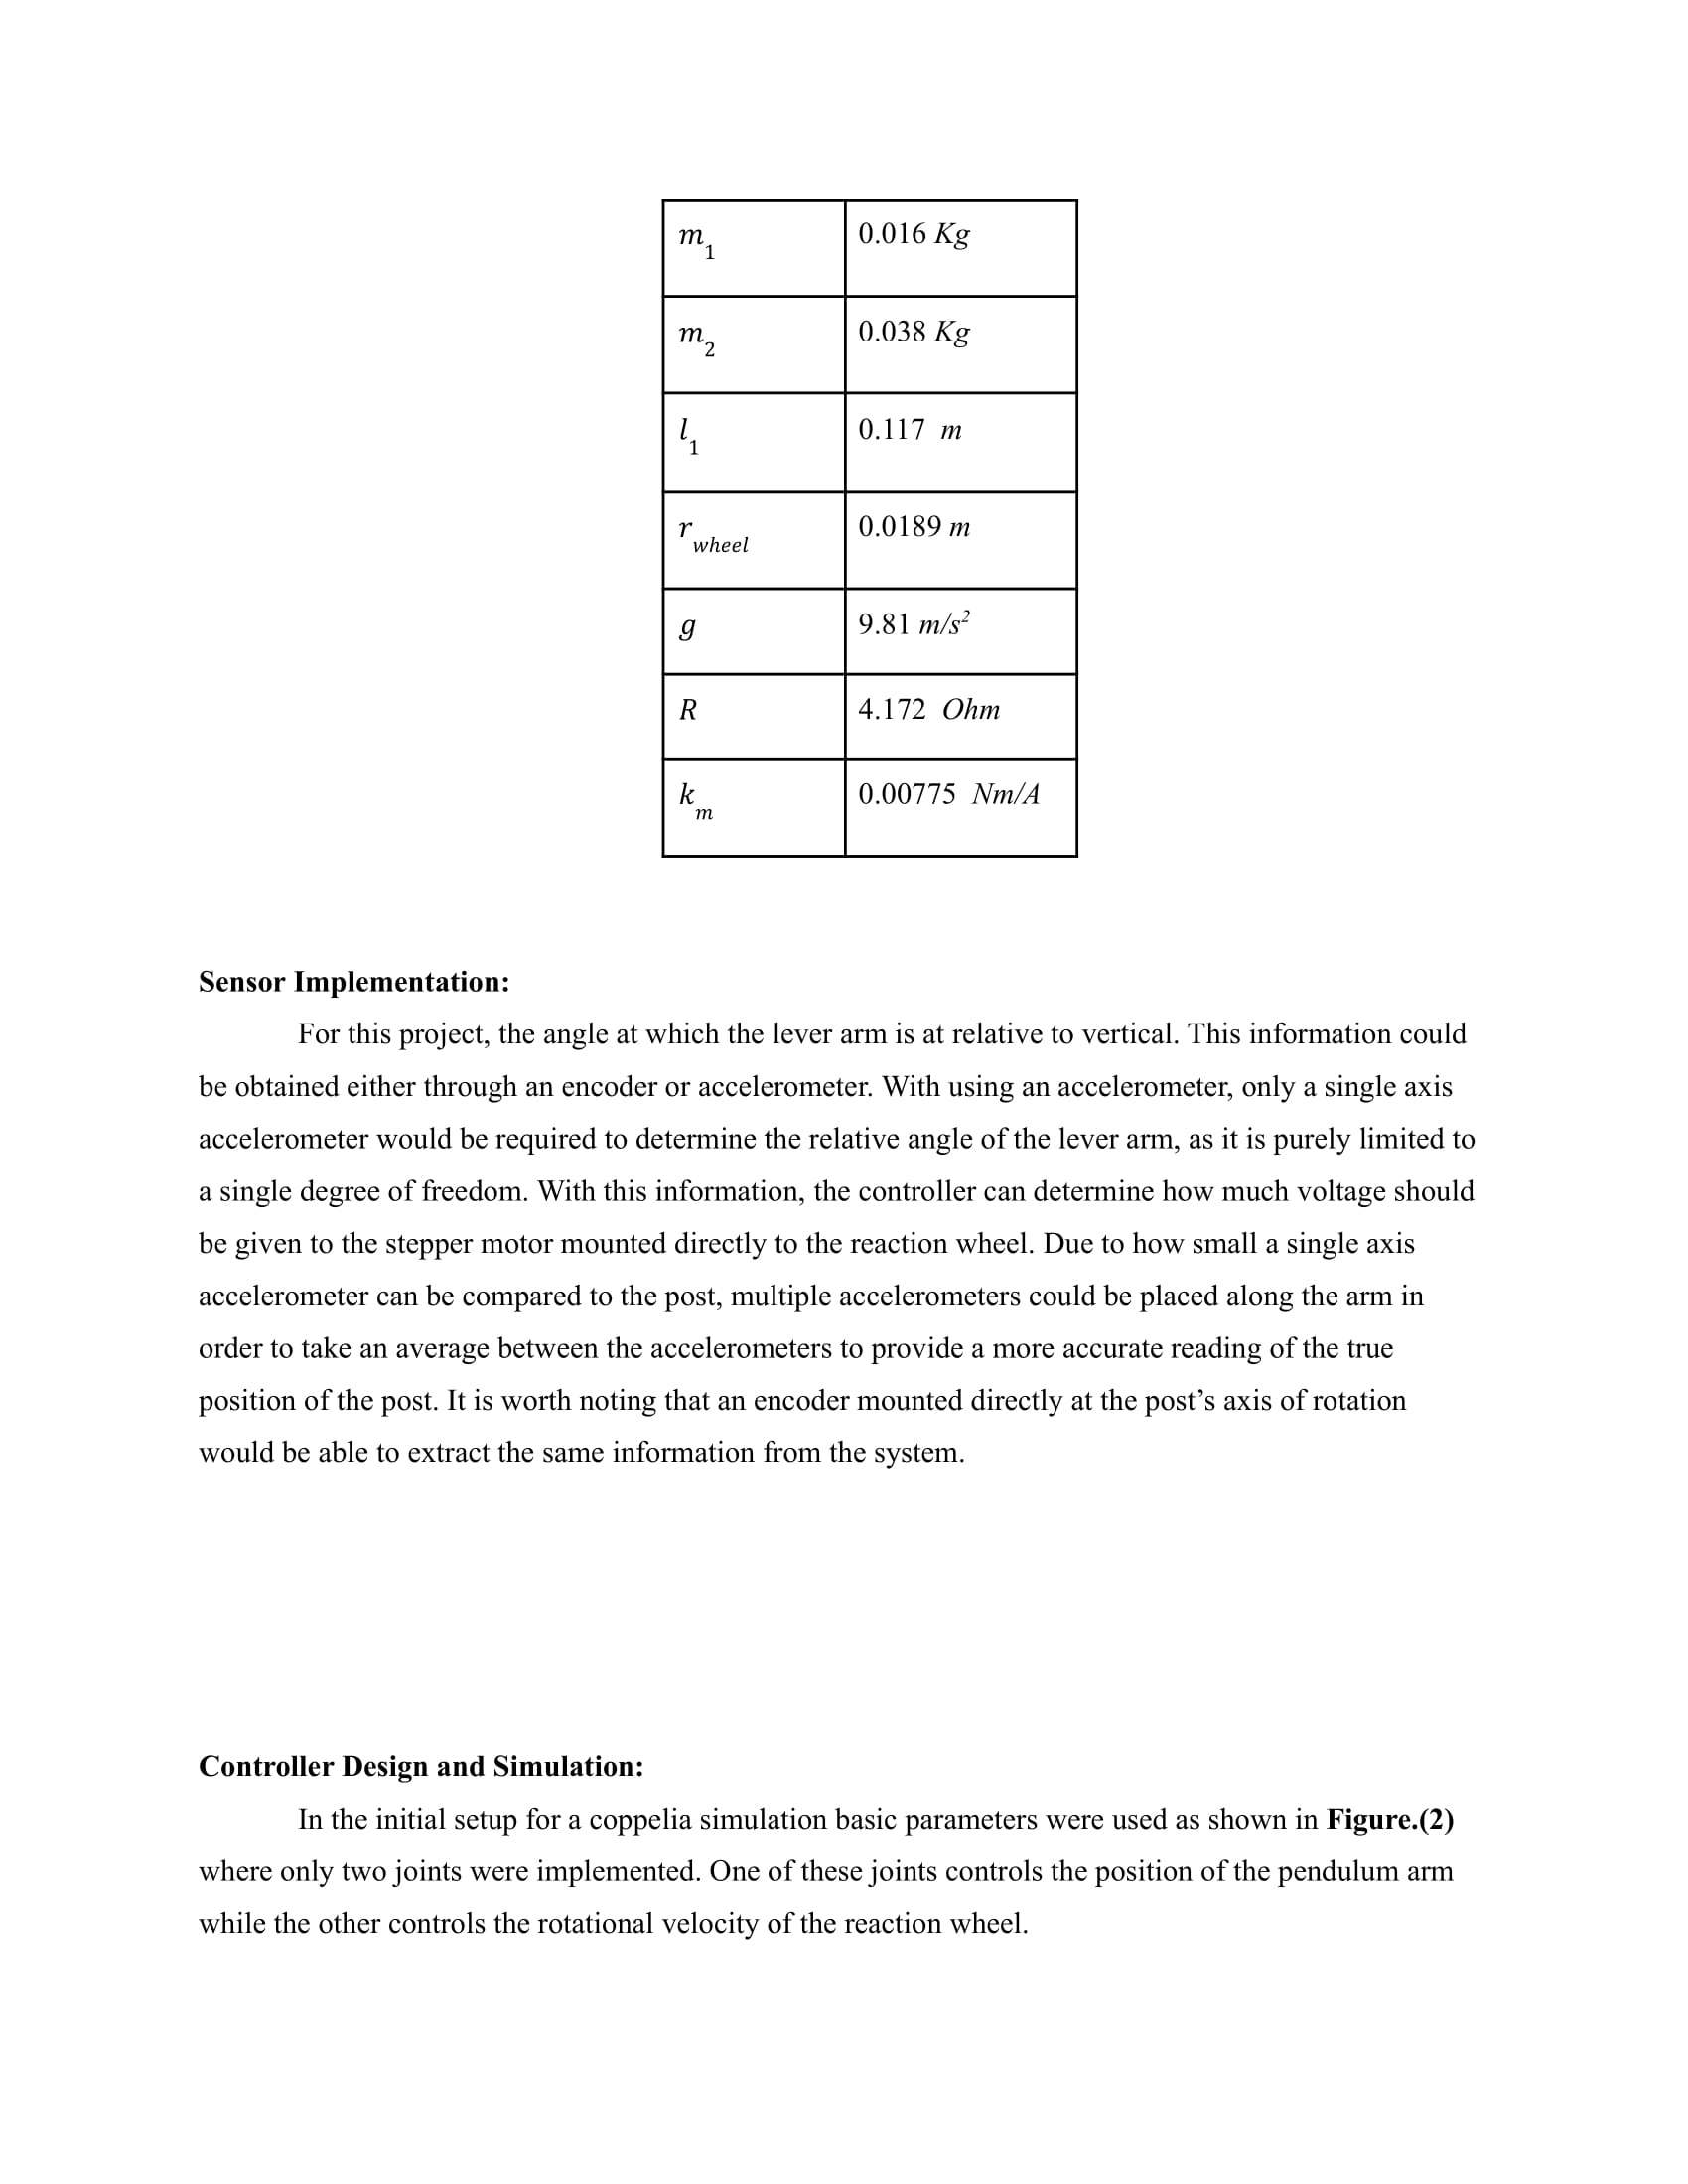 m1 0.016 Kg
m2 0.038 Kg
l1 0.117 m
rwheel 0.0189 m
g 9.81 m/s2
R 4.172 Ohm
km 0.00775 Nm/A
Sensor Implementation:
For this project, the angle at which the lever arm is at relative to vertical. This information could
be obtained either through an encoder or accelerometer. With using an accelerometer, only a single axis
accelerometer would be required to determine the relative angle of the lever arm, as it is purely limited to
a single degree of freedom. With this information, the controller can determine how much voltage should
be given to the stepper motor mounted directly to the reaction wheel. Due to how small a single axis
accelerometer can be compared to the post, multiple accelerometers could be placed along the arm in
order to take an average between the accelerometers to provide a more accurate reading of the true
position of the post. It is worth noting that an encoder mounted directly at the post’s axis of rotation
would be able to extract the same information from the system.
Controller Design and Simulation:
In the initial setup for a coppelia simulation basic parameters were used as shown in Figure.(2)
where only two joints were implemented. One of these joints controls the position of the pendulum arm
while the other controls the rotational velocity of the reaction wheel.